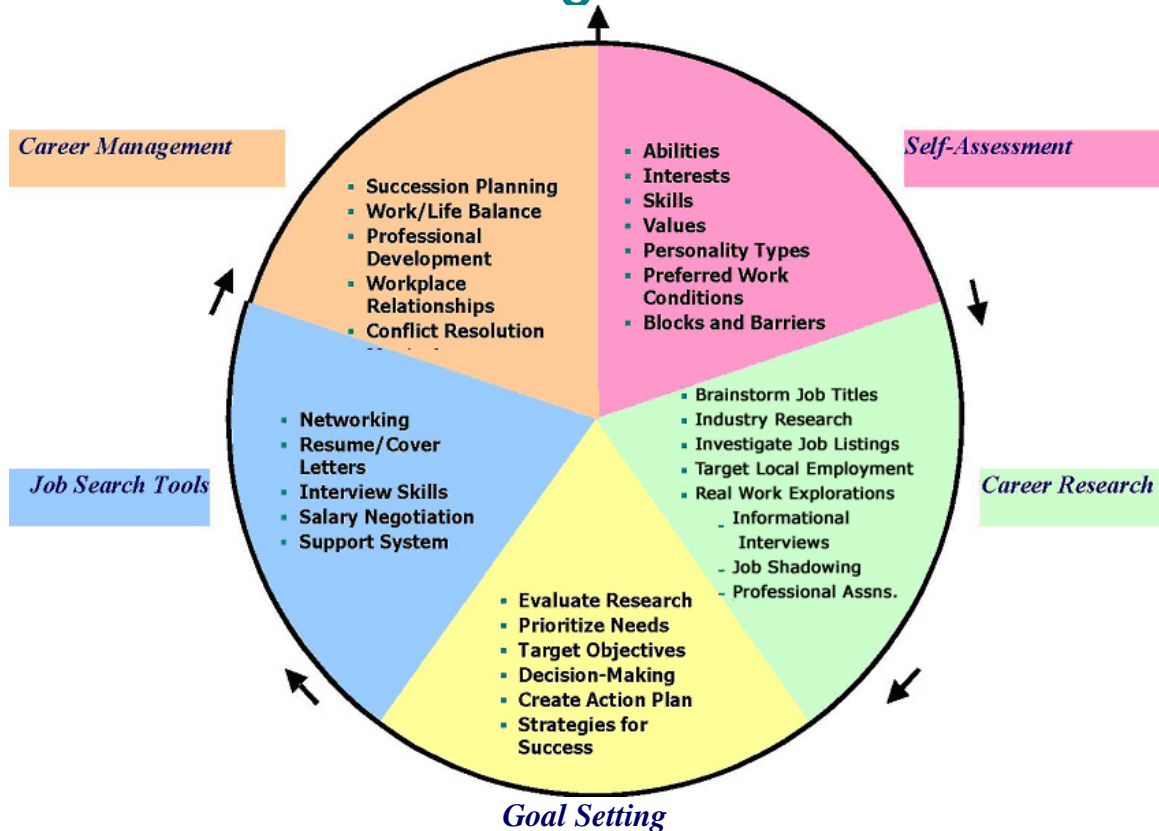 Career Management
Self-Assessment
▪ Succession Planning
▪ Work/Life Balance
▪ Professional
Development
▪ Workplace
Relationships
▪ Conflict Resolution
▪ Abilities
▪ Interests
▪ Skills
▪ Values
▪ Personality Types
▪ Preferred Work
Conditions
▪ Blocks and Barriers
Job Search Tools
▪ Networking
▪ Resume/Cover
Letters
▪ Interview Skills
▪ Salary Negotiation
▪ Support System
▪ Brainstorm Job Titles
▪ Industry Research
▪ Investigate Job Listings
▪ Target Local Employment
▪ Real Work Explorations
- Informational
Interviews
- Job Shadowing
- Professional Assns.
Career Research
▪ Evaluate Research
▪ Prioritize Needs
▪ Target Objectives
▪ Decision-Making
▪ Create Action Plan
▪ Strategies for
Success
Goal Setting